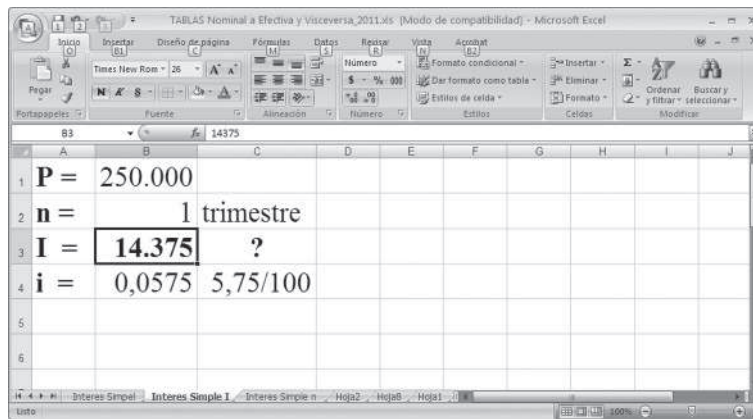 TABLAS Nominal a Efectiva y Visceversa_2011.xls [Modo de compatibilidad] - Microsoft Excel
Inicio Insertar Diseño de página Fórmulas Datos Revisar Vista Acrobat
Times New Rom 26 Número Formato condicional Insertar
Pegar N K S $ % 000 Dar formato como tabla Eliminar Ordenar y filtrar Buscar y seleccionar
Estilos de celda Formato
Portapapeles Fuente Alineación Número Estilos Celdas Modificar
B3 fx 14375
A B C D E F G H I J
1 P = 250.000
2 n = 1 trimestre
3 I = 14.375 ?
4 i = 0,0575 5,75/100
5
6
Interes Simpel Interes Simple I Interes Simple n Hoja2 Hoja8 Hoja1
Listo 100%